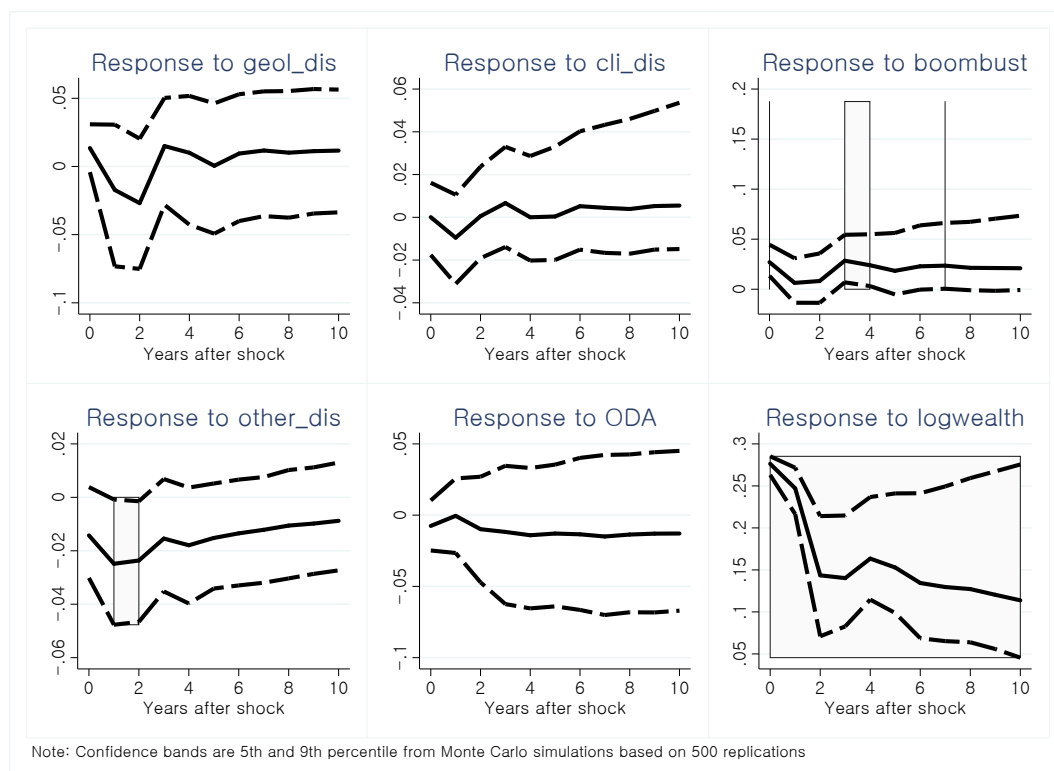 Response to geol_dis
.05
0
-.05
-.1
0 2 4 6 8 10
Years after shock
Response to cli_dis
.06
.04
.02
0
-.02
-.04
0 2 4 6 8 10
Years after shock
Response to boombust
.2
.15
.1
.05
0
0 2 4 6 8 10
Years after shock
Response to other_dis
.02
0
-.02
-.04
-.06
0 2 4 6 8 10
Years after shock
Response to ODA
.05
0
-.05
-.1
0 2 4 6 8 10
Years after shock
Response to logwealth
.3
.25
.2
.15
.1
.05
0 2 4 6 8 10
Years after shock
Note: Confidence bands are 5th and 9th percentile from Monte Carlo simulations based on 500 replications